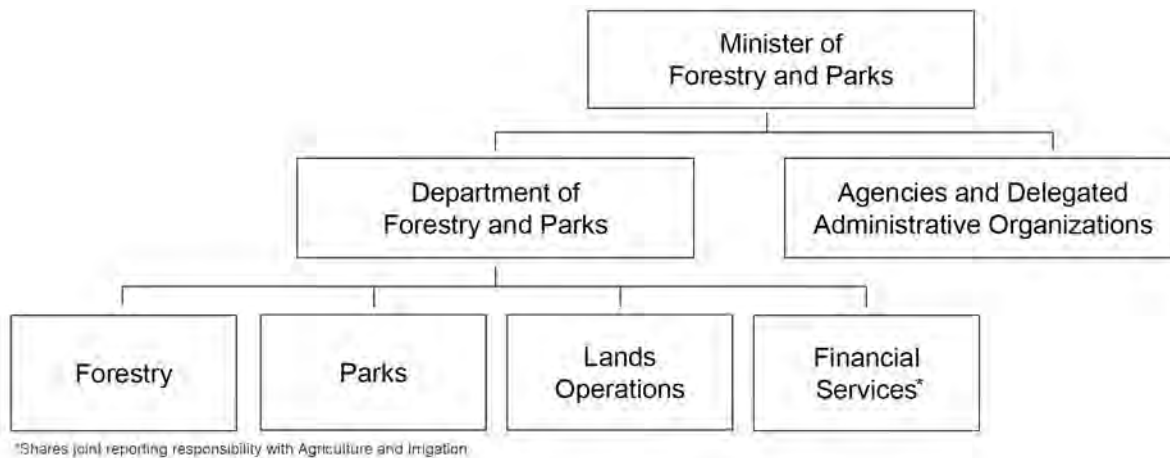 Minister of
Forestry and Parks
Department of
Forestry and Parks
Agencies and Delegated
Administrative Organizations
Forestry
Parks
Lands
Operations
Financial
Services*
*Shares joint reporting responsibility with Agriculture and Irrigation